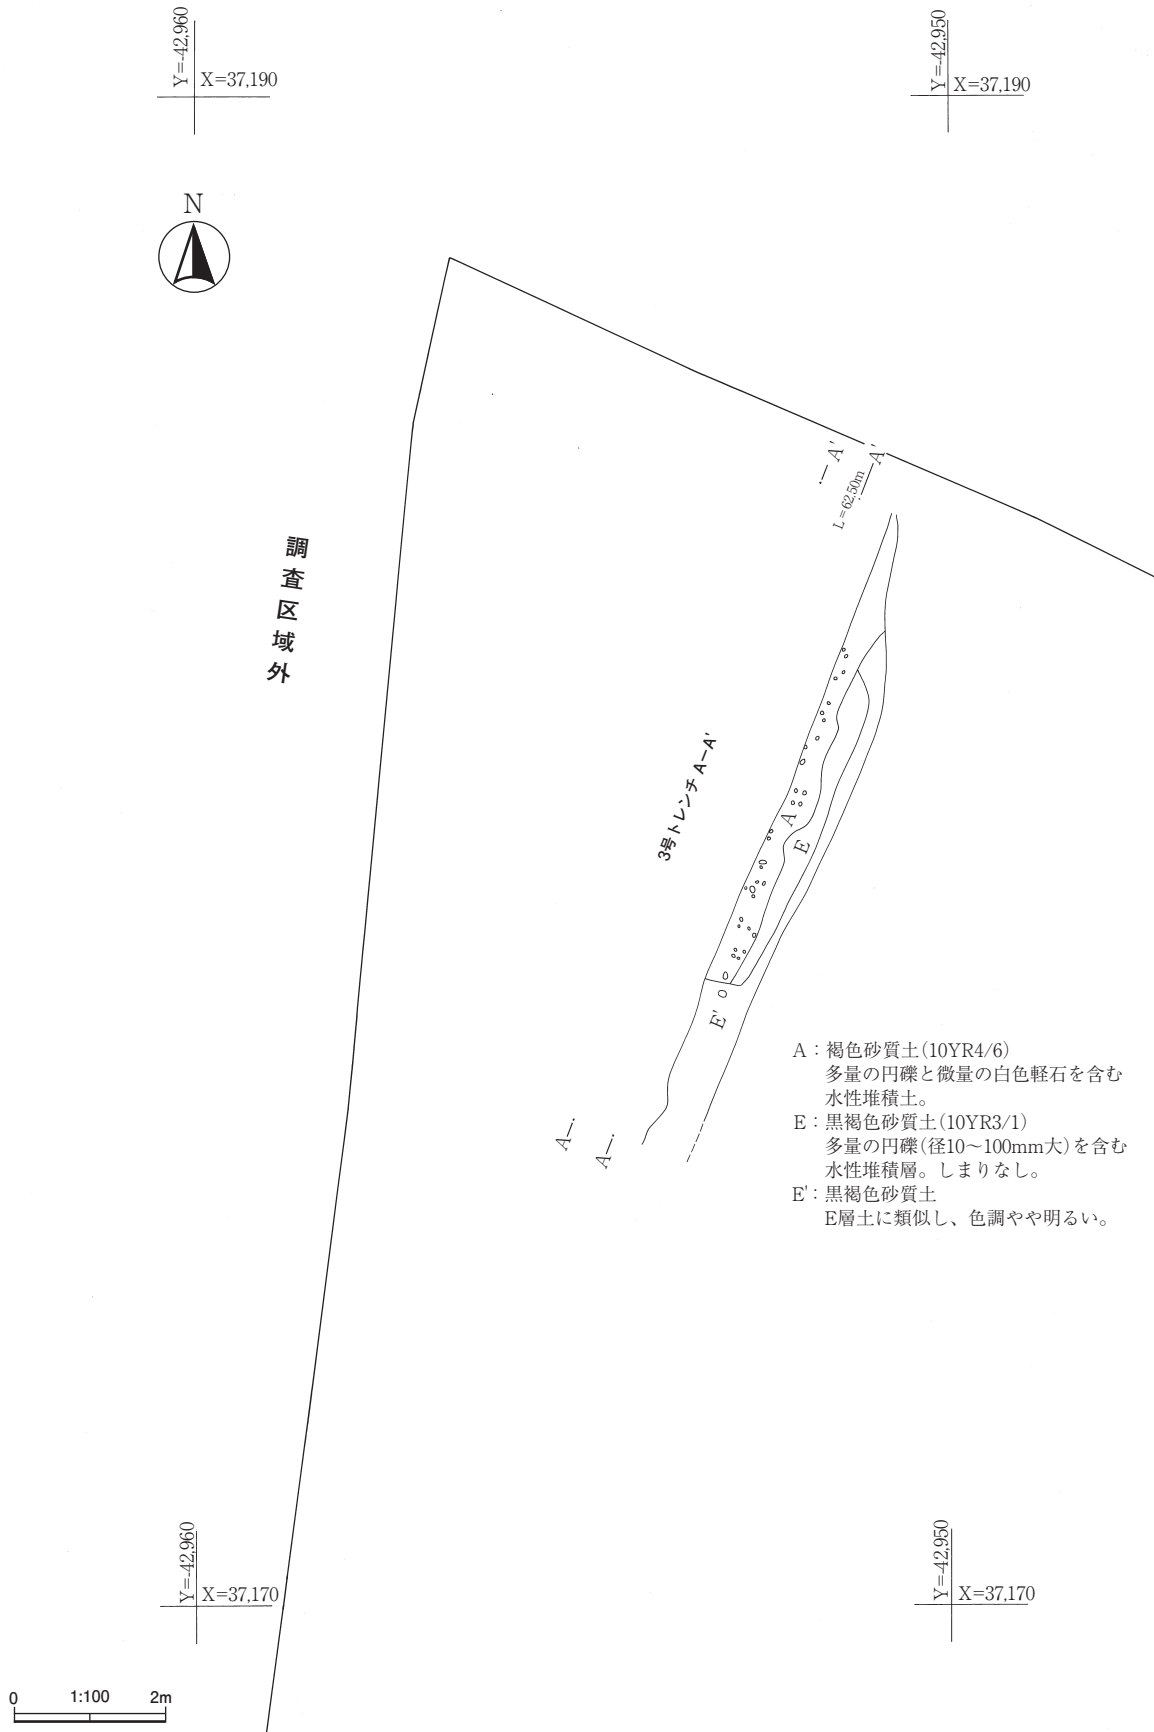 Y=-42,960
X=37,190
Y=-42,950
X=37,190
N
A'
A'
L=62.50m
調査区域外
3号トレンチ A-A'
A
E
E'
A：褐色砂質土(10YR4/6)
多量の円礫と微量の白色軽石を含む
水性堆積土。
E：黒褐色砂質土(10YR3/1)
多量の円礫(径10～100mm大)を含む
水性堆積層。しまりなし。
E'：黒褐色砂質土
E層土に類似し、色調やや明るい。
A
A
Y=-42,960
X=37,170
Y=-42,950
X=37,170
0 1:100 2m